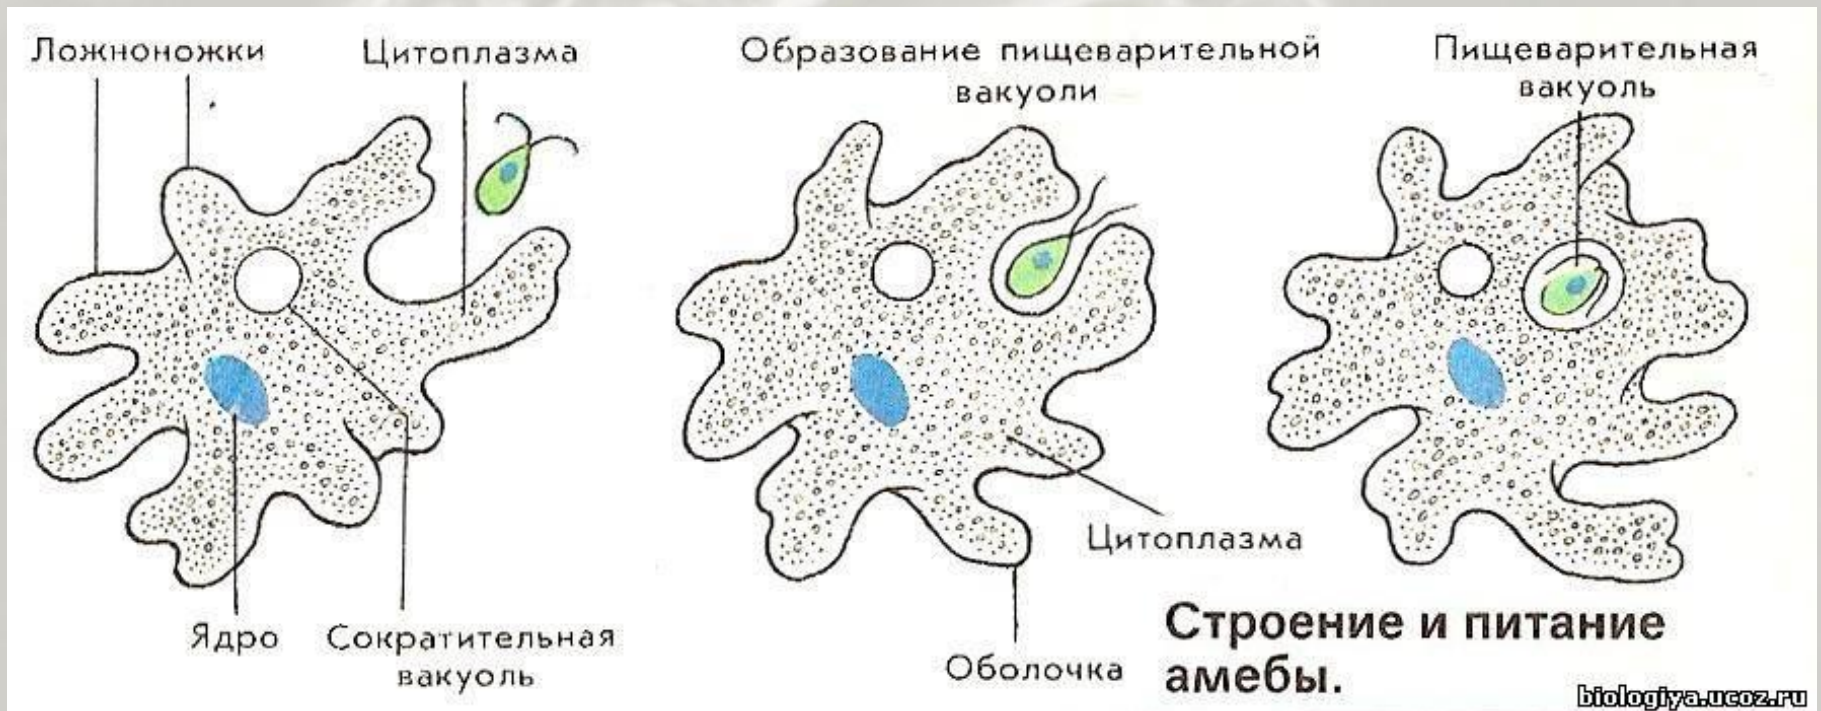 Ложноножки
Цитоплазма
Образование пищеварительной
вакуоли
Пищеварительная
вакуоль
Цитоплазма
Ядро
Сократительная
вакуоль
Оболочка
Строение и питание
амебы.
biologiya.ucoz.ru